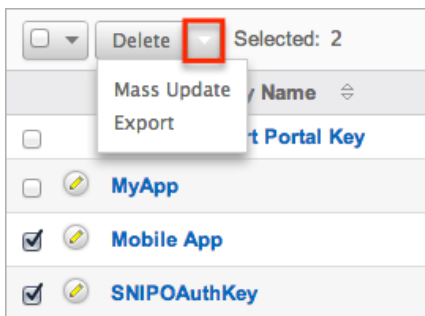 Delete Selected: 2
Mass Update
y Name
Export
rt Portal Key
MyApp
Mobile App
SNIPOAuthKey